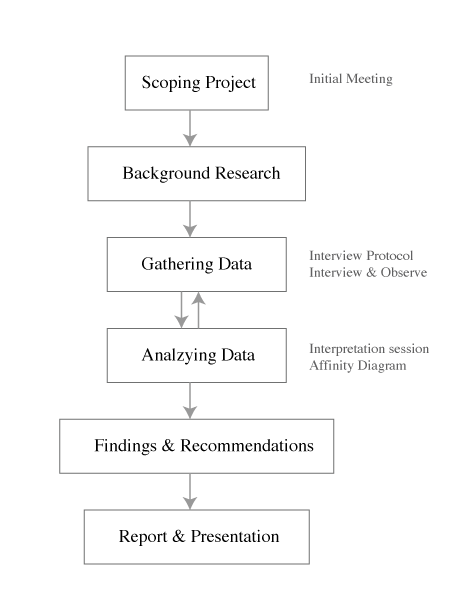 Scoping Project
Initial Meeting
Background Research
Gathering Data
Interview Protocol
Interview & Observe
Analzying Data
Interpretation session
Affinity Diagram
Findings & Recommendations
Report & Presentation